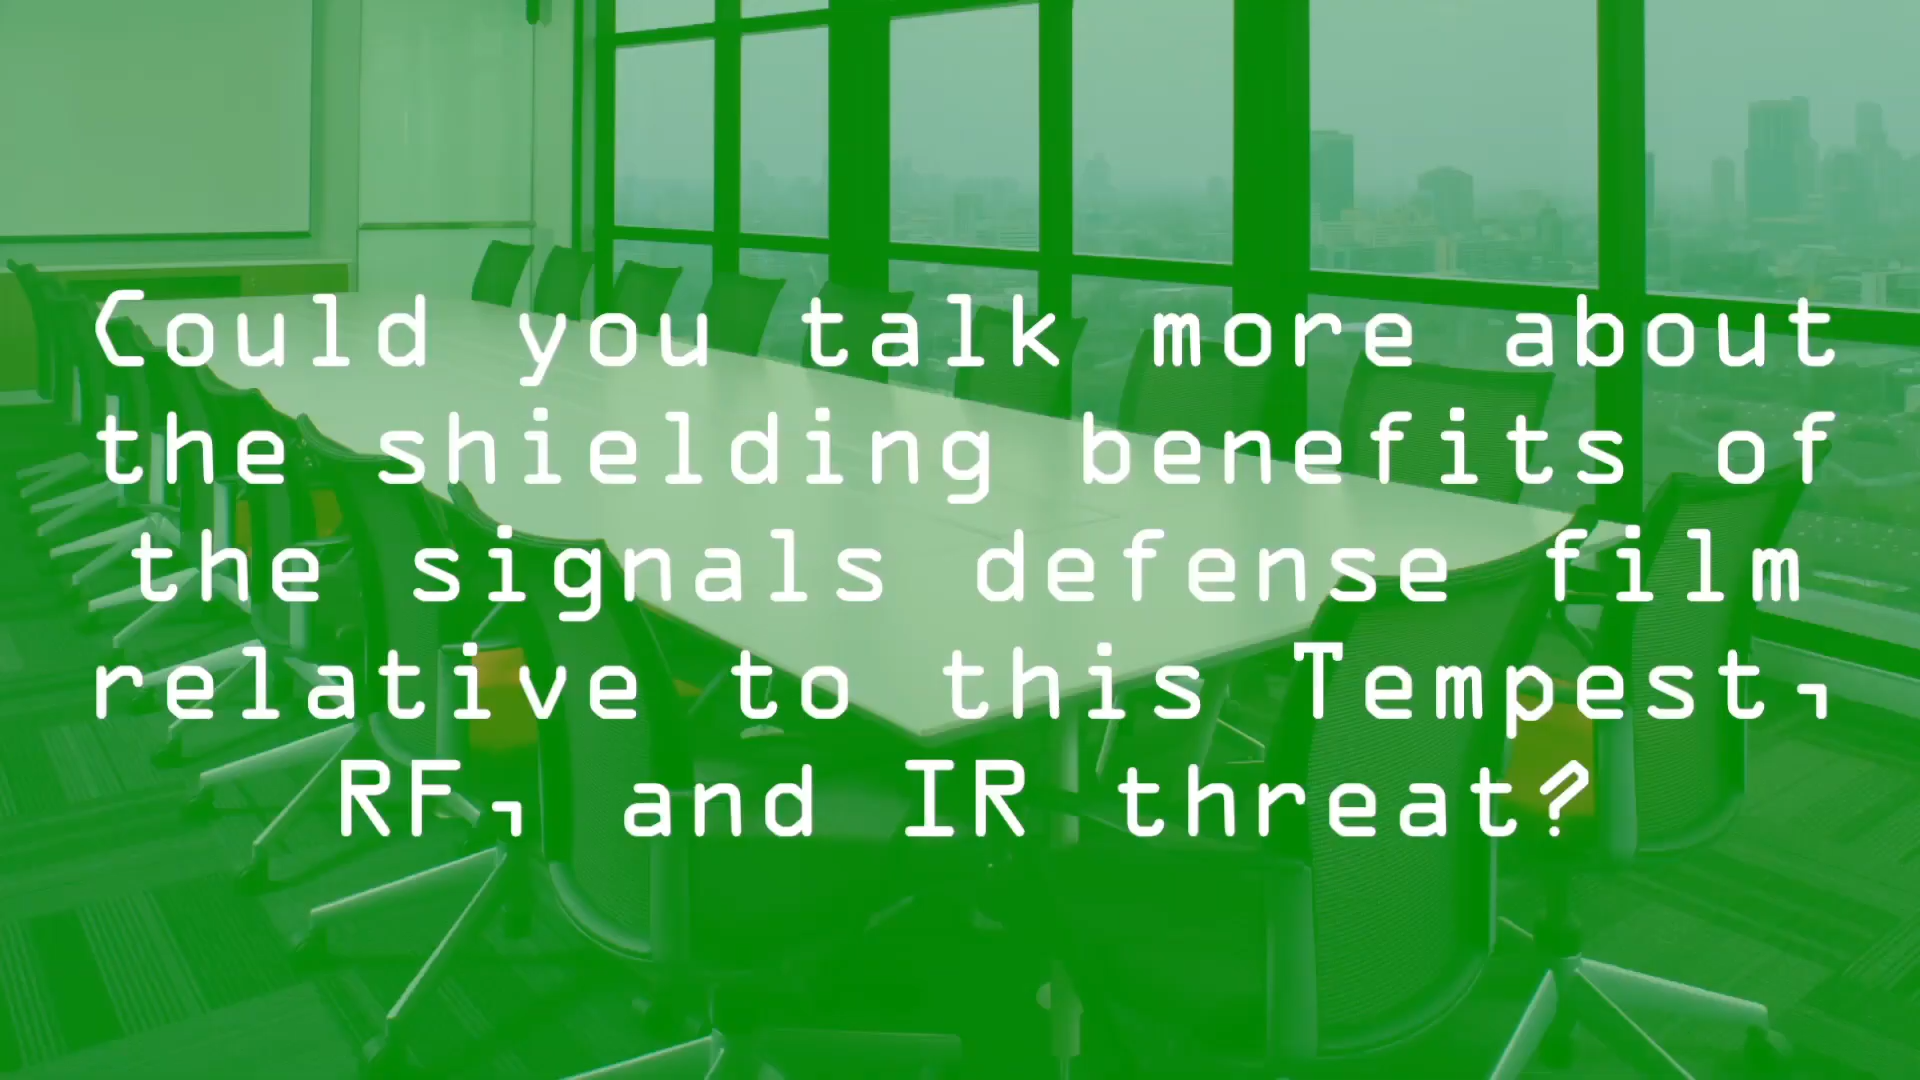 Could you talk more about
the shielding benefits of
the signals defense film
relative to this Tempest,
RF, and IR threat?